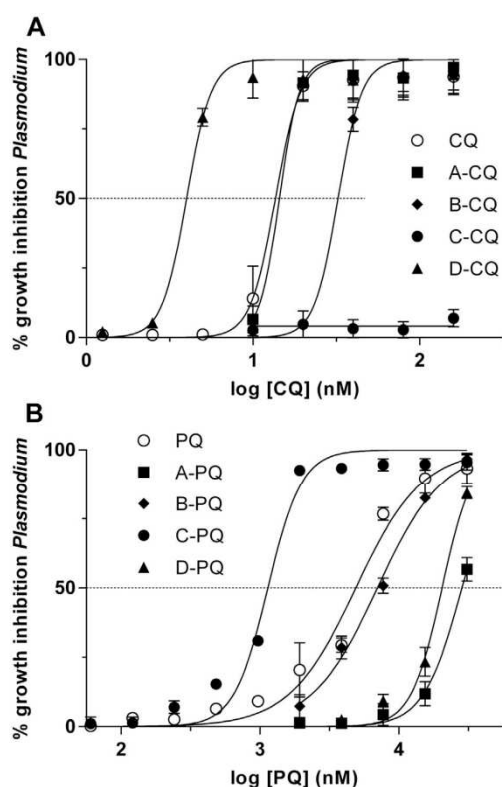 A
% growth inhibition Plasmodium
100
50
0
CQ
A-CQ
B-CQ
C-CQ
D-CQ
0
1
2
log [CQ] (nM)
B
% growth inhibition Plasmodium
100
50
0
PQ
A-PQ
B-PQ
C-PQ
D-PQ
2
3
4
log [PQ] (nM)